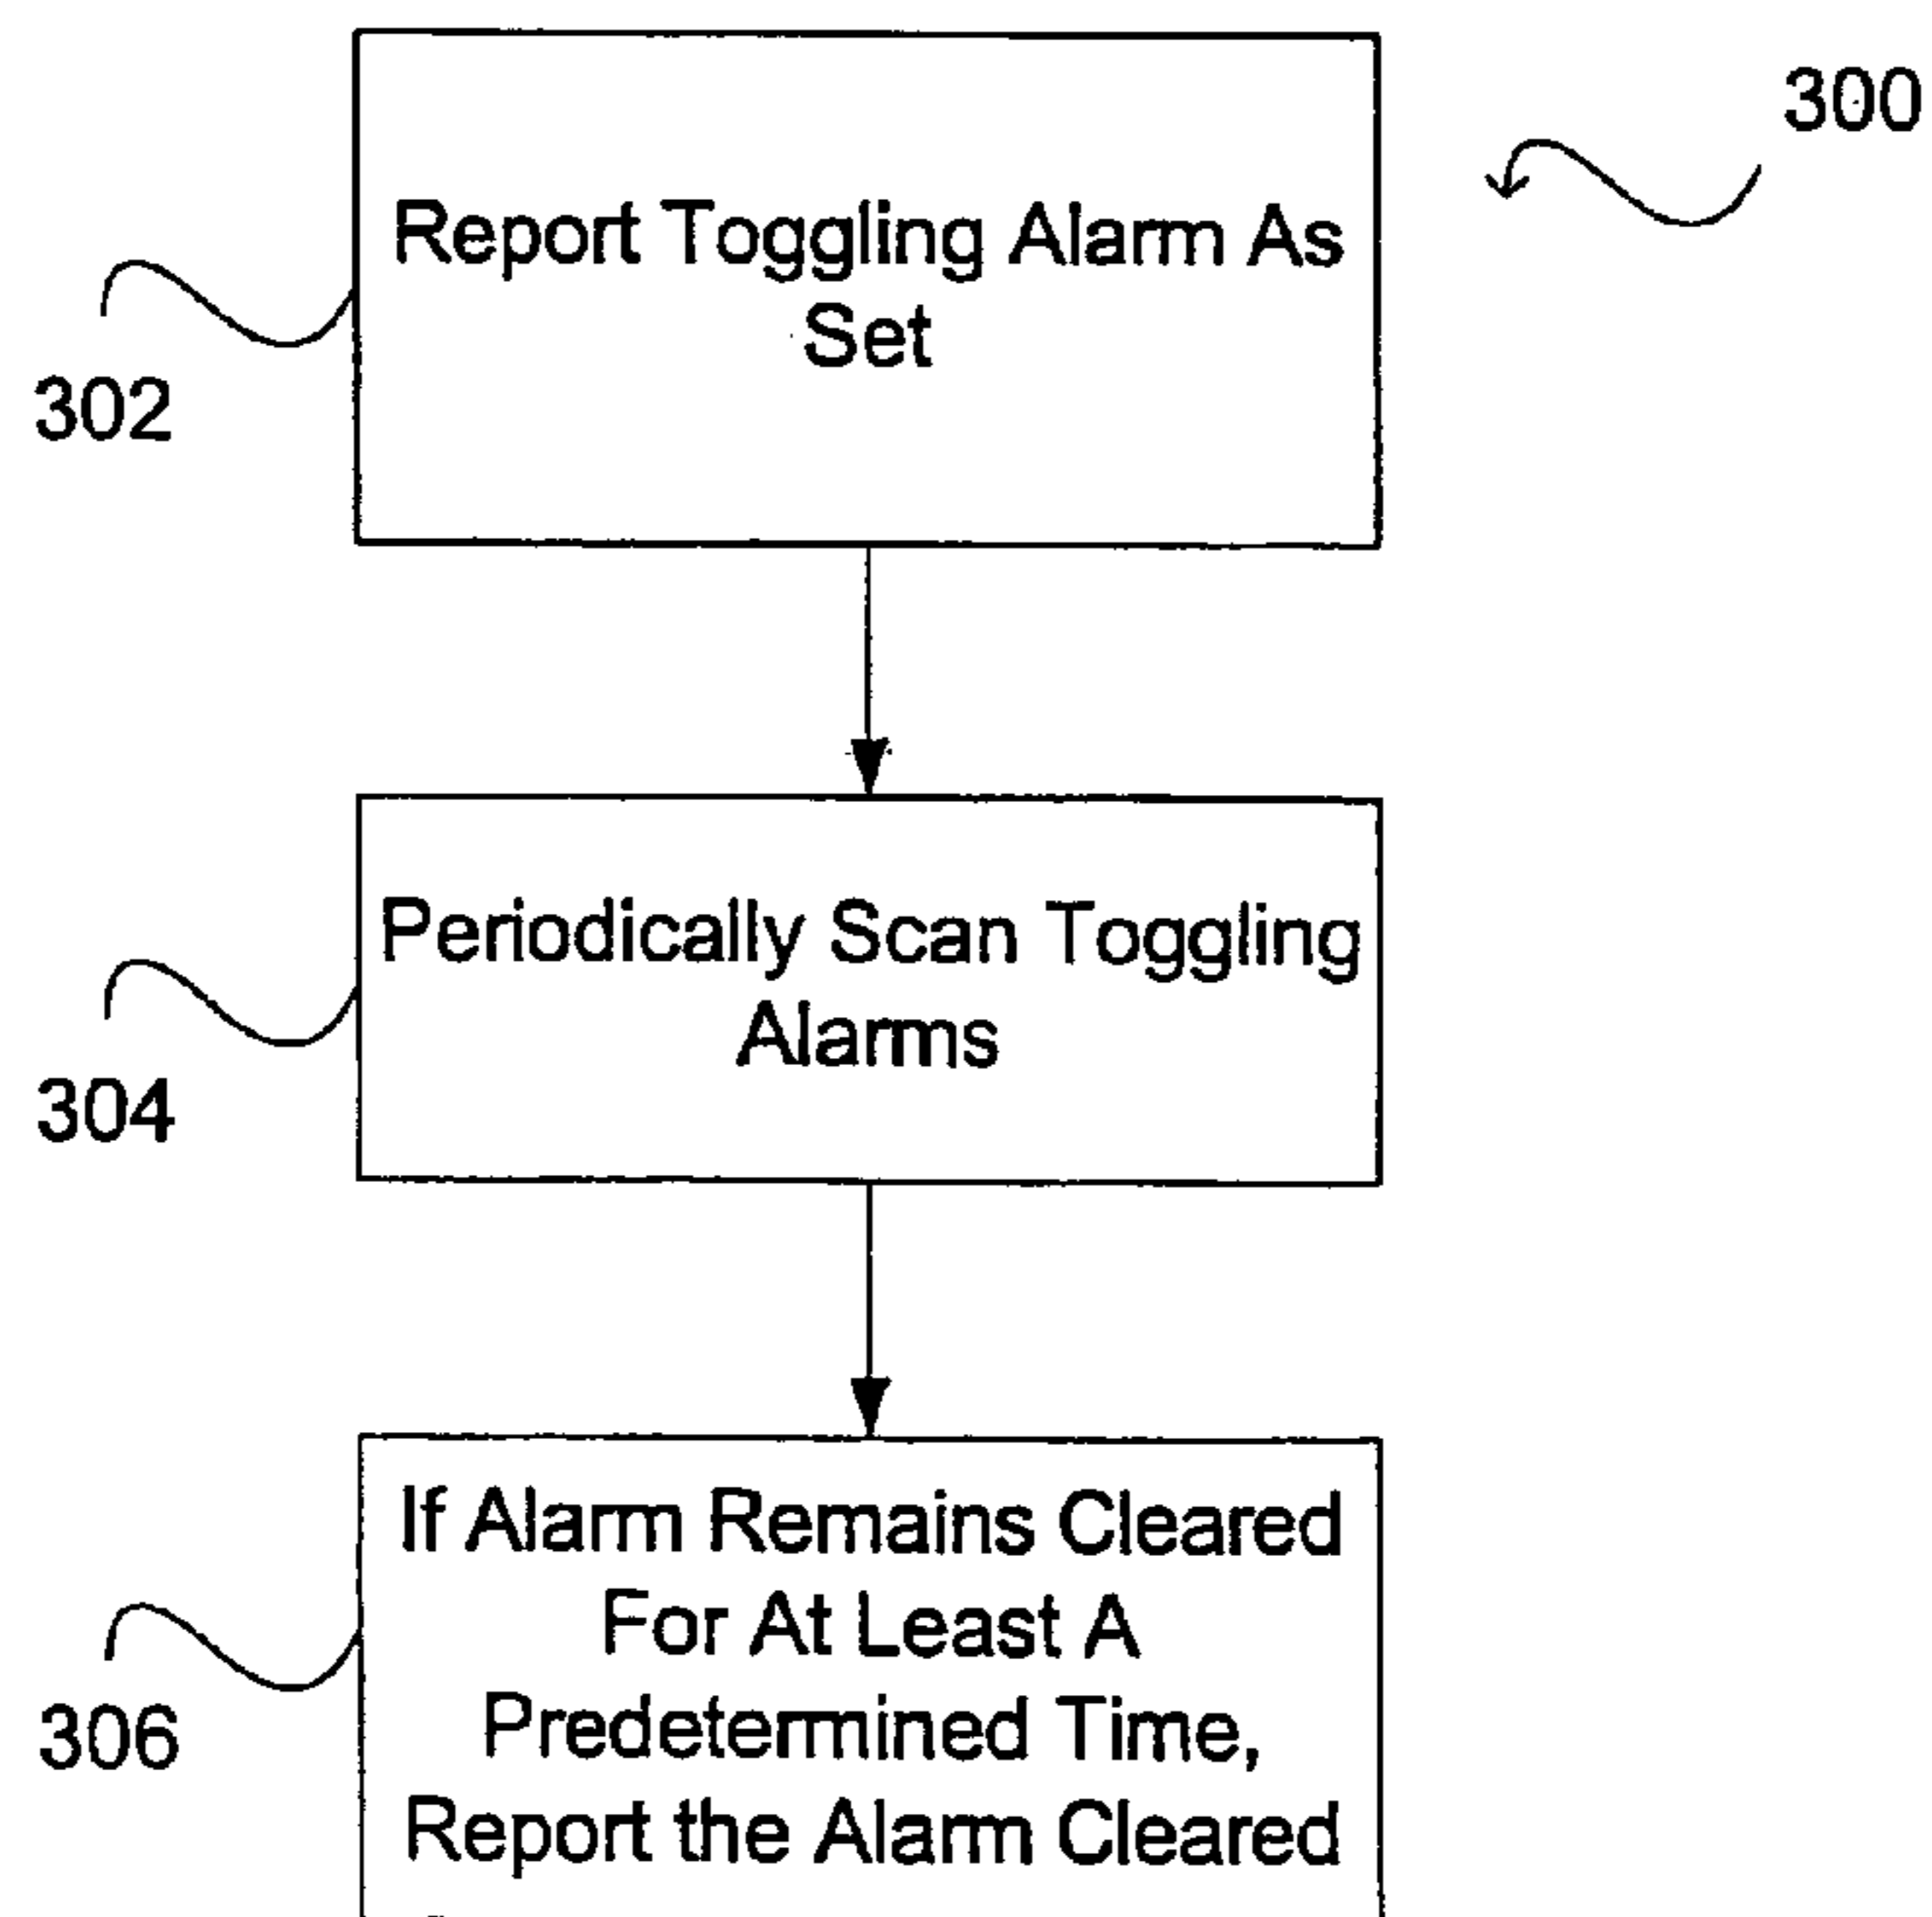 300
Report Toggling Alarm As
Set
302
Periodically Scan Toggling
Alarms
304
If Alarm Remains Cleared
For At Least A
Predetermined Time,
Report the Alarm Cleared
306